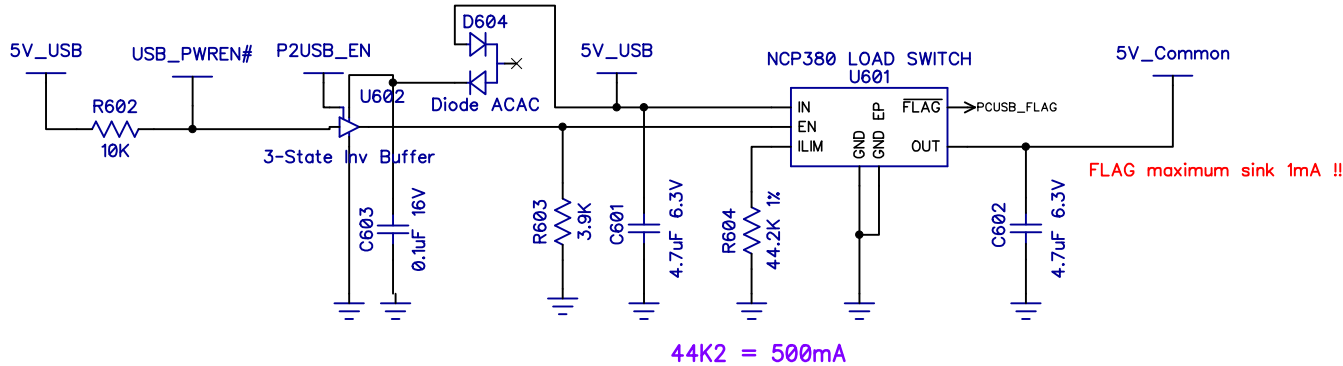 D604
5V_USB
USB_PWREN#
P2USB_EN
5V_USB
NCP380 LOAD SWITCH
U601
5V_Common
R602
10K
U602
Diode ACAC
IN
EN
ILIM
GND
GND
EP
FLAG
OUT
PCUSB_FLAG
3-State Inv Buffer
FLAG maximum sink 1mA !!
C603
0.1uF 16V
R603
3.9K
C601
4.7uF 6.3V
R604
44.2K 1%
C602
4.7uF 6.3V
44K2 = 500mA